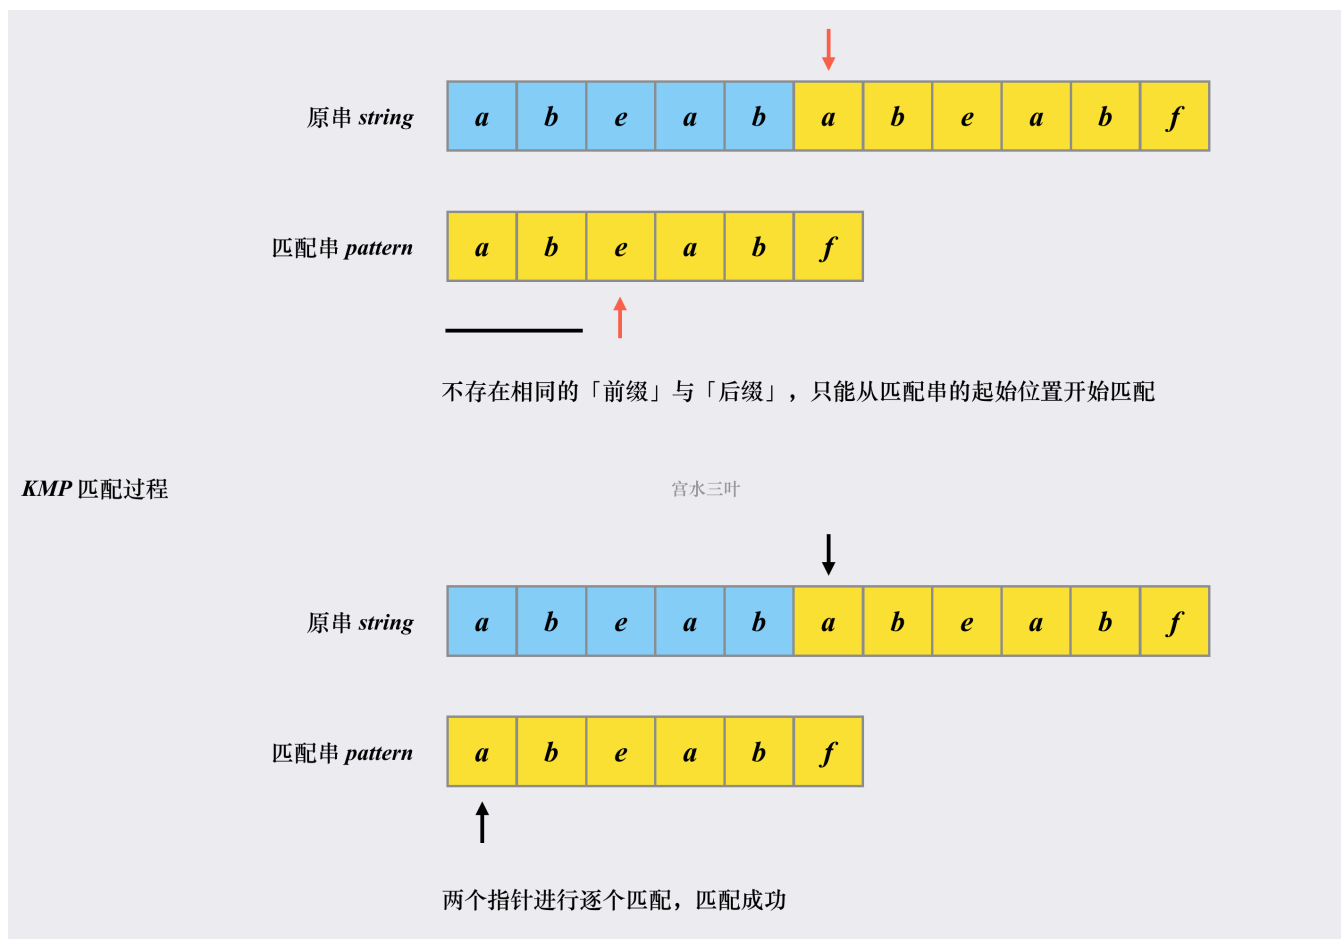 原串 string a b e a b a b e a b f
匹配串 pattern a b e a b f
不存在相同的「前缀」与「后缀」，只能从匹配串的起始位置开始匹配
KMP 匹配过程 宫水三叶
原串 string a b e a b a b e a b f
匹配串 pattern a b e a b f
两个指针进行逐个匹配，匹配成功